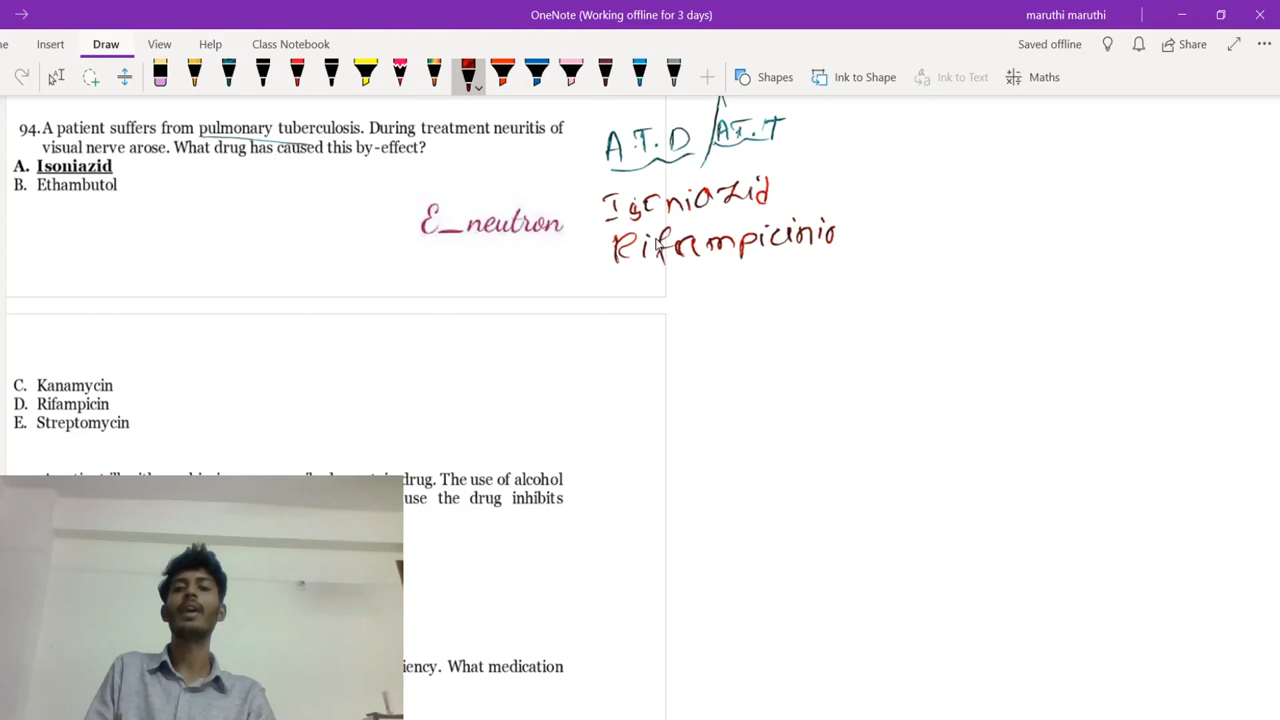 OneNote (Working offline for 3 days)
maruthi maruthi
Insert Draw View Help Class Notebook
Saved offline
Share
Shapes
Ink to Shape
Ink to Text
Maths
94. A patient suffers from pulmonary tuberculosis. During treatment neuritis of
visual nerve arose. What drug has caused this by-effect?
A. Isoniazid
B. Ethambutol
E_neutron
A.T.D / A.T.T
Isoniazid
C. Kanamycin
D. Rifampicin
E. Streptomycin
drug. The use of alcohol
use the drug inhibits
iency. What medication